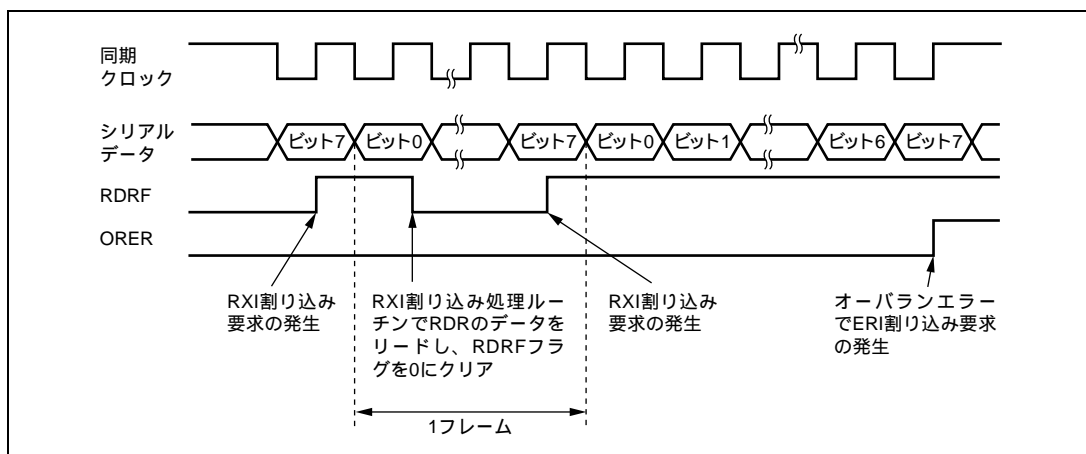 同期
クロック
シリアル
データ
ビット7
ビット0
ビット7
ビット0
ビット1
ビット6
ビット7
RDRF
ORER
RXI割り込み
要求の発生
RXI割り込み処理ルー
チンでRDRのデータを
リードし、RDRFフラ
グを0にクリア
RXI割り込み
要求の発生
オーバランエラー
でERI割り込み要求
の発生
1フレーム